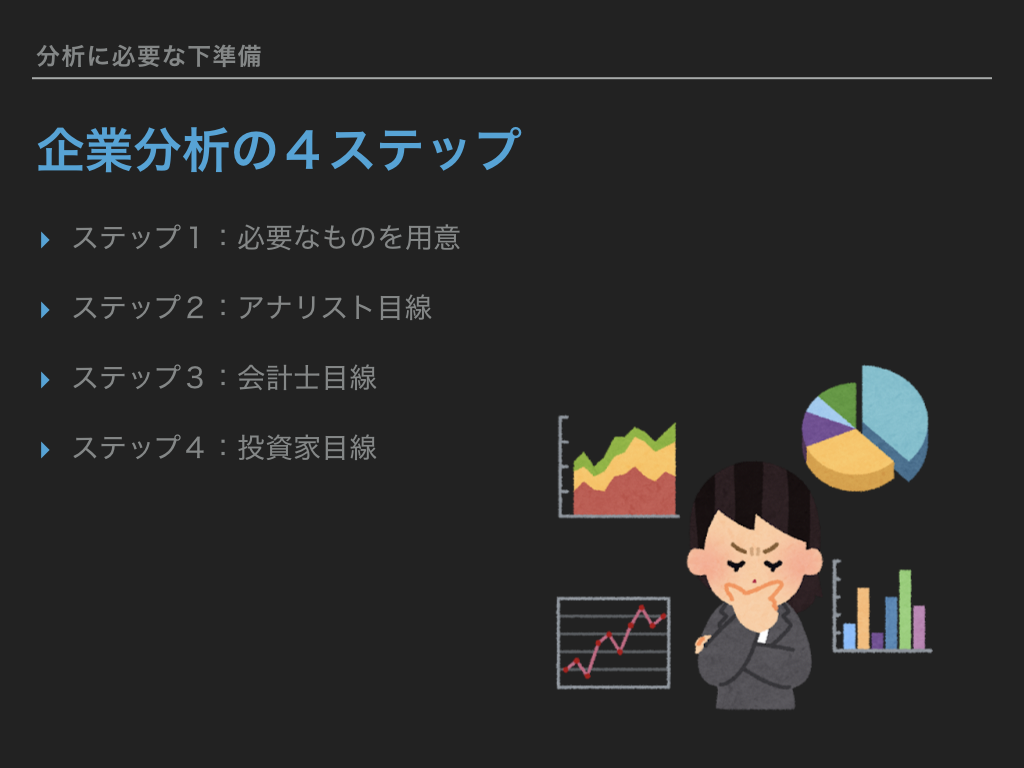 分析に必要な下準備
企業分析の４ステップ
ステップ１：必要なものを用意
ステップ２：アナリスト目線
ステップ３：会計士目線
ステップ４：投資家目線